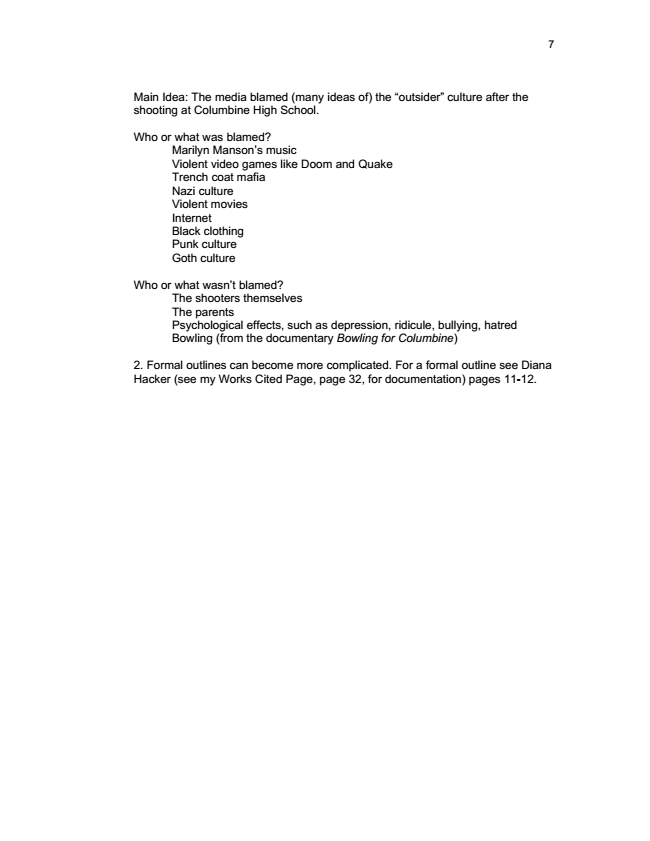 7
Main Idea: The media blamed (many ideas of) the “outsider” culture after the
shooting at Columbine High School.
Who or what was blamed?
Marilyn Manson’s music
Violent video games like Doom and Quake
Trench coat mafia
Nazi culture
Violent movies
Internet
Black clothing
Punk culture
Goth culture
Who or what wasn’t blamed?
The shooters themselves
The parents
Psychological effects, such as depression, ridicule, bullying, hatred
Bowling (from the documentary Bowling for Columbine)
2. Formal outlines can become more complicated. For a formal outline see Diana
Hacker (see my Works Cited Page, page 32, for documentation) pages 11-12.